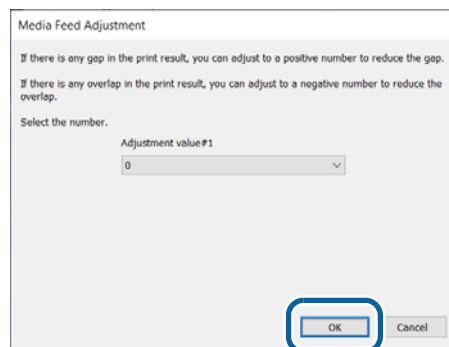 Media Feed Adjustment
If there is any gap in the print result, you can adjust to a positive number to reduce the gap.
If there is any overlap in the print result, you can adjust to a negative number to reduce the
overlap.
Select the number.
Adjustment value#1
0
OK
Cancel